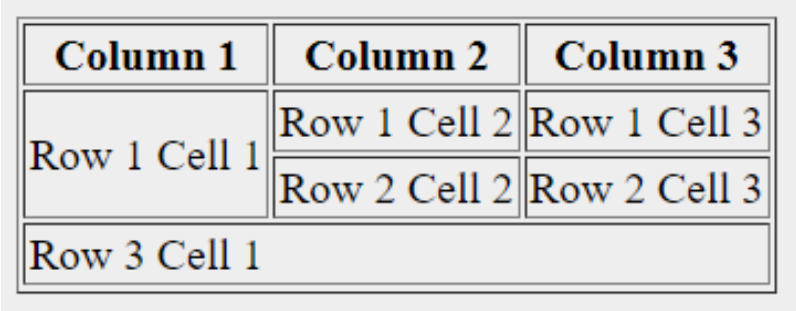 Column 1 Column 2 Column 3
Row 1 Cell 1 Row 1 Cell 2 Row 1 Cell 3
Row 2 Cell 2 Row 2 Cell 3
Row 3 Cell 1